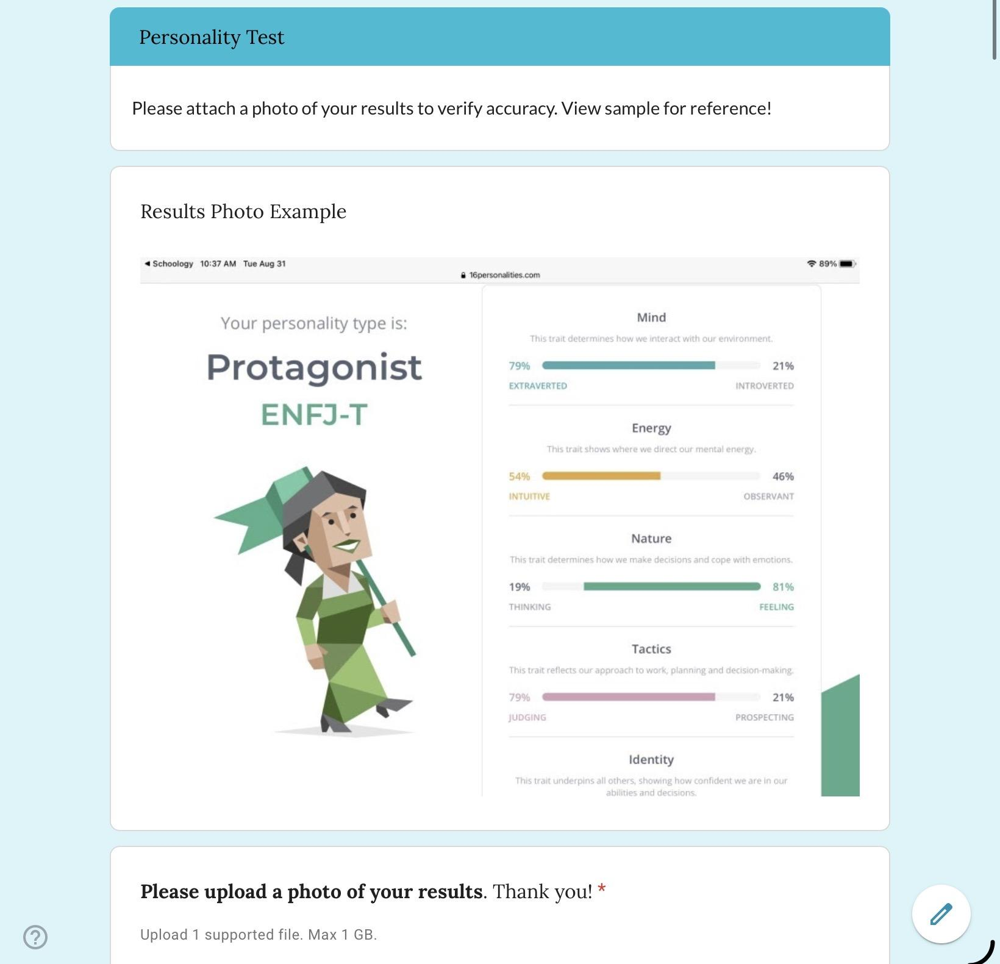 Personality Test
Please attach a photo of your results to verify accuracy. View sample for reference!
Results Photo Example
Schoology 10:37 AM Tue Aug 31
89%
16personalities.com
Your personality type is:
Protagonist
ENFJ-T
Mind
This trait determines how we interact with our environment.
79% 21%
EXTRAVERTED INTROVERTED
Energy
This trait shows where we direct our mental energy.
54% 46%
INTUITIVE OBSERVANT
Nature
This trait determines how we make decisions and cope with emotions.
19% 81%
THINKING FEELING
Tactics
This trait reflects our approach to work, planning and decision-making.
79% 21%
JUDGING PROSPECTING
Identity
This trait underpins all others, showing how confident we are in our
abilities and decisions.
Please upload a photo of your results. Thank you! *
Upload 1 supported file. Max 1 GB.